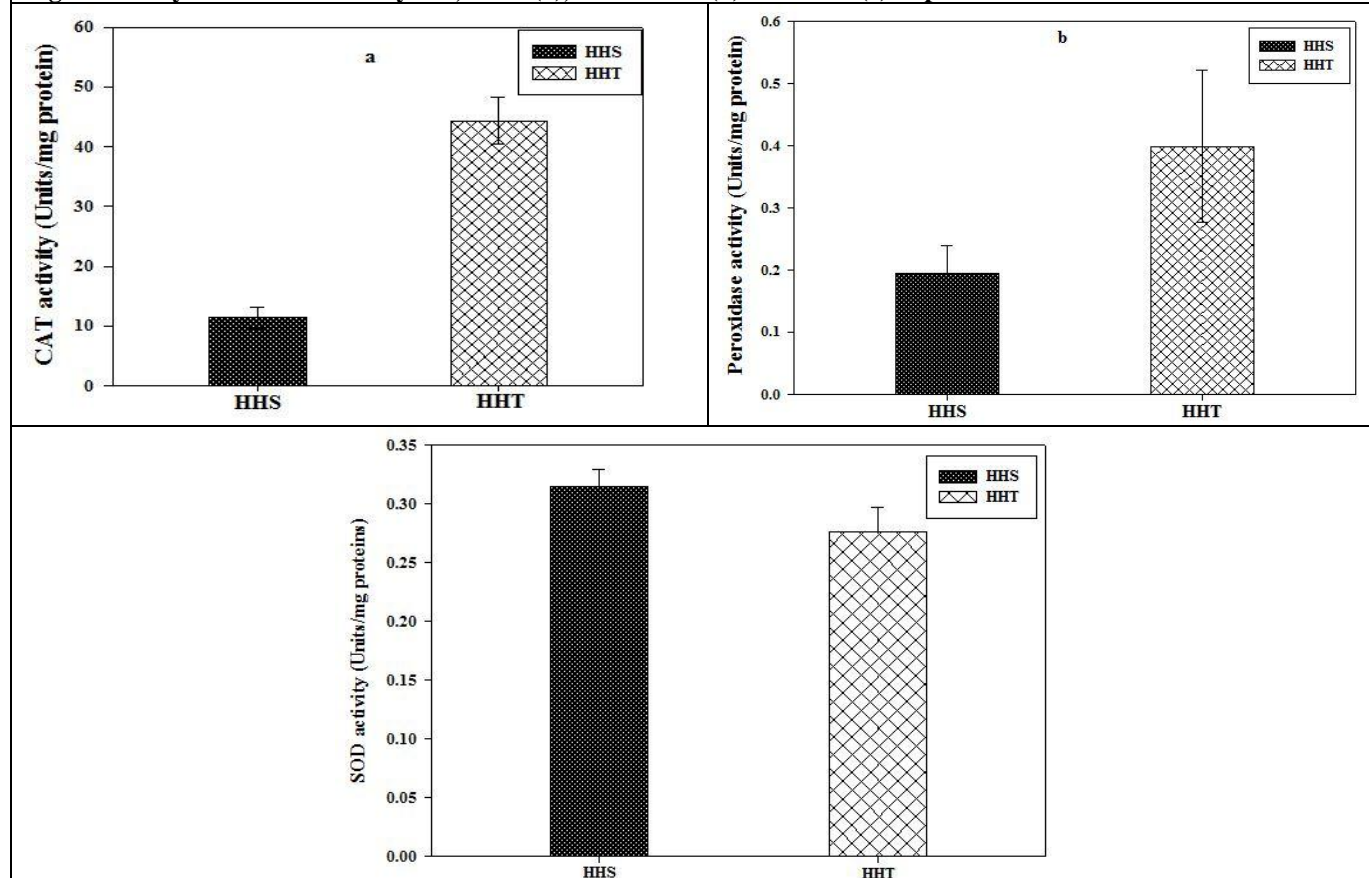 a
HHS
HHT
CAT activity (Units/mg protein)
60
50
40
30
20
10
0
HHS HHT
b
HHS
HHT
Peroxidase activity (Units/mg protein)
0.6
0.5
0.4
0.3
0.2
0.1
0.0
HHS HHT
HHS
HHT
SOD activity (Units/mg proteins)
0.35
0.30
0.25
0.20
0.15
0.10
0.05
0.00
HHS HHT